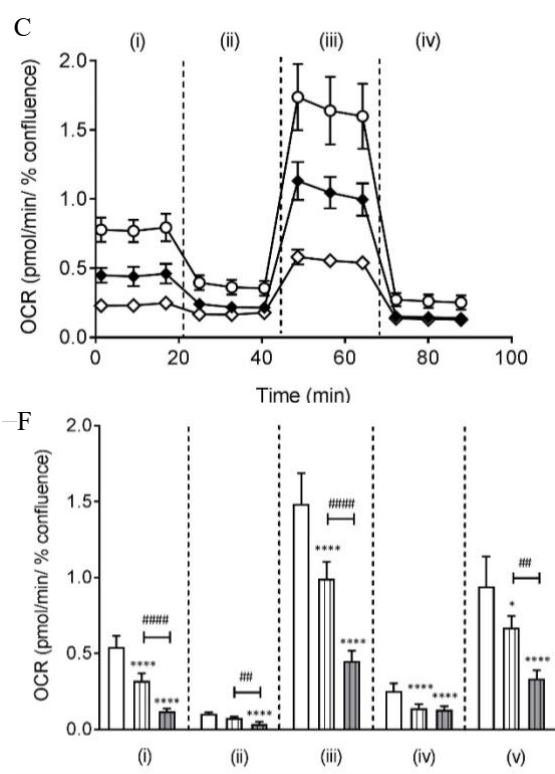 C
(i) (ii) (iii) (iv)
OCR (pmol/min/ % confluence)
2.0
1.5
1.0
0.5
0.0
0 20 40 60 80 100
Time (min)
–F
OCR (pmol/min/ % confluence)
2.0
1.5
1.0
0.5
0.0
#### **** ****
## ****
#### **** ****
**** ****
## * ****
(i) (ii) (iii) (iv) (v)